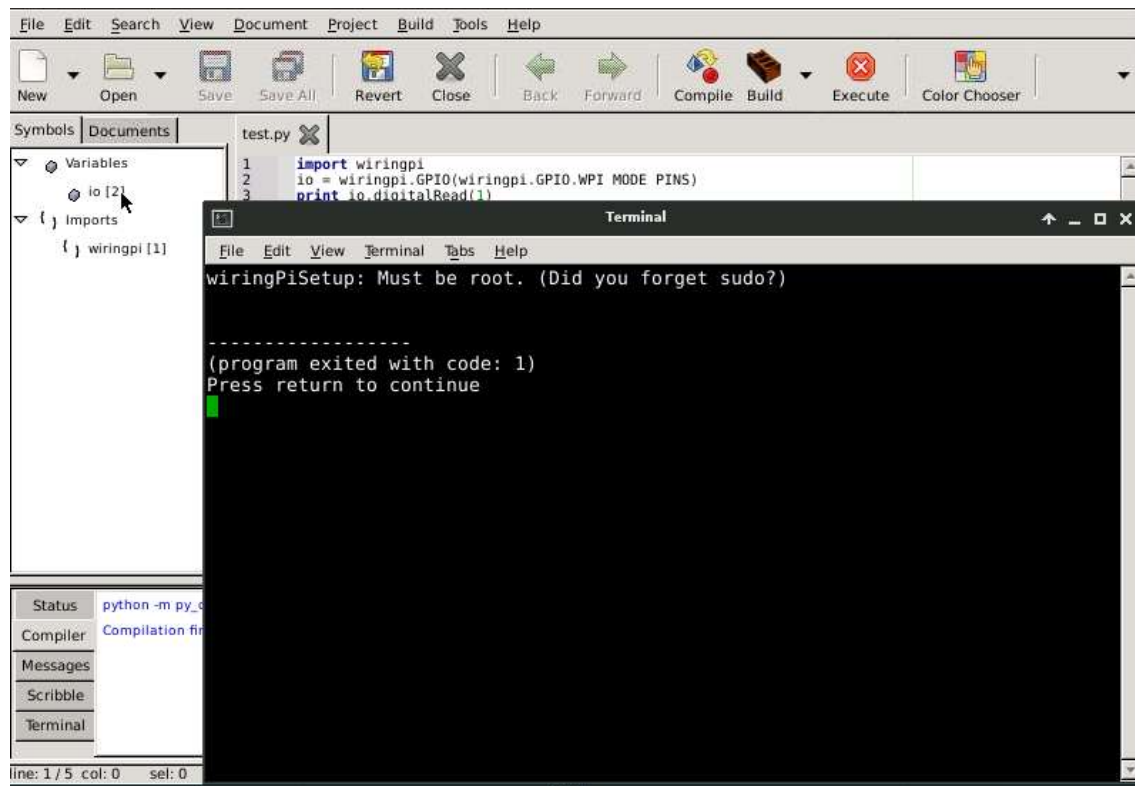 File Edit Search View Document Project Build Tools Help
New Open Save Save All Revert Close Back Forward Compile Build Execute Color Chooser
Symbols Documents test.py
Variables
io [2]
Imports
wiringpi [1]
1 import wiringpi
2 io = wiringpi.GPIO(wiringpi.GPIO.WPI MODE PINS)
3 print io.digitalRead(1)
Terminal
File Edit View Terminal Tabs Help
wiringPiSetup: Must be root. (Did you forget sudo?)
------------------
(program exited with code: 1)
Press return to continue
Status python -m
Compiler Compilation
Messages
Scribble
Terminal
line: 1 / 5 col: 0 sel: 0